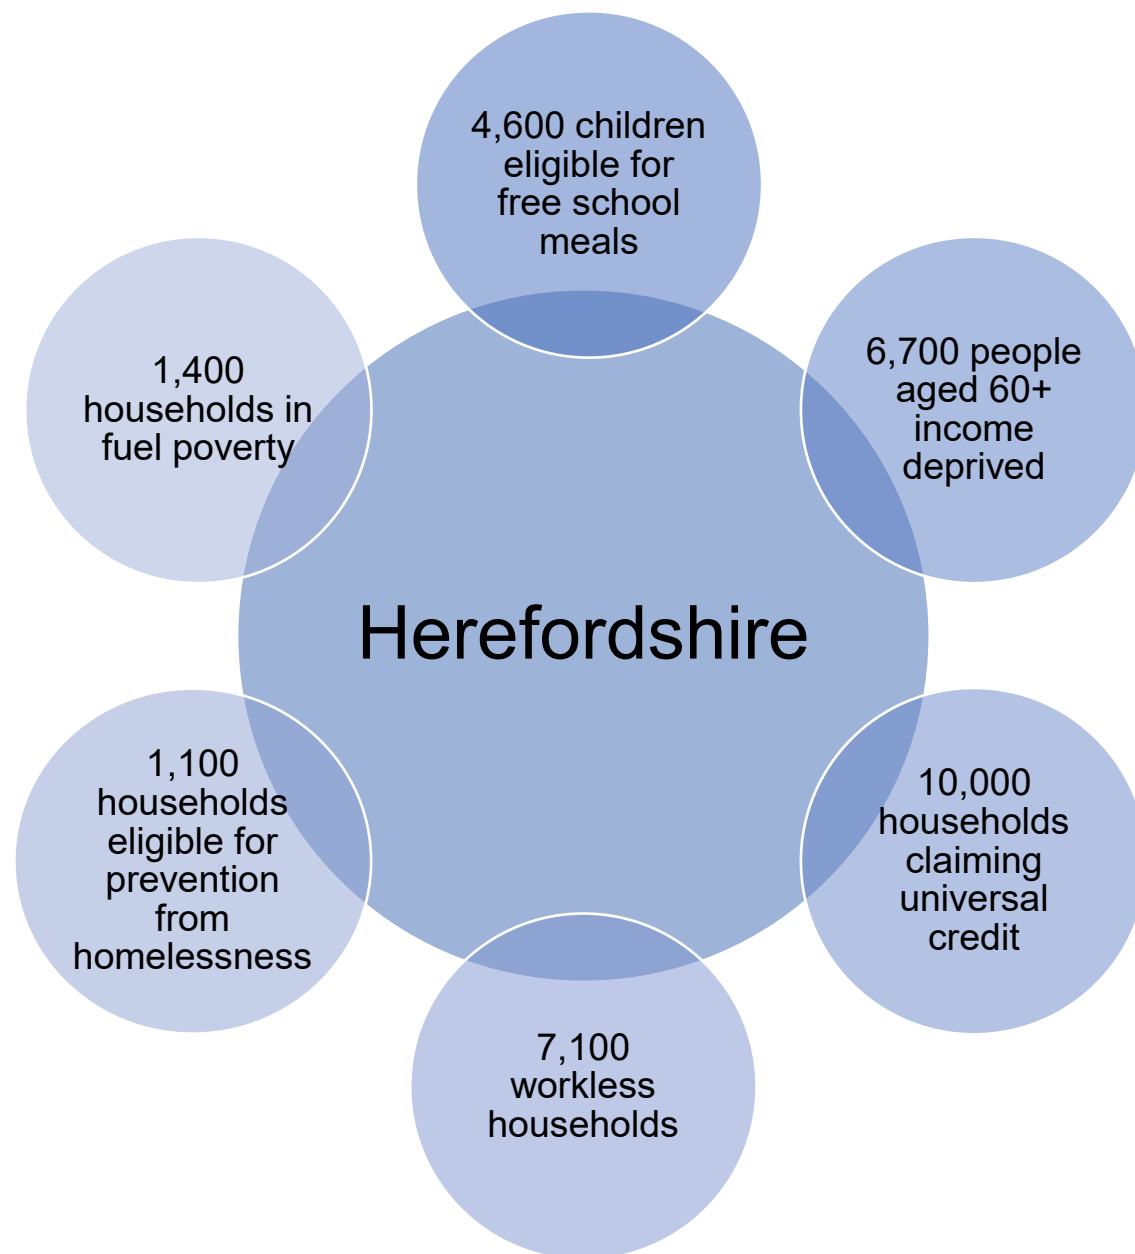 4,600 children
eligible for
free school
meals
6,700 people
aged 60+
income
deprived
10,000
households
claiming
universal
credit
7,100
workless
households
1,100
households
eligible for
prevention
from
homelessness
1,400
households in
fuel poverty
Herefordshire